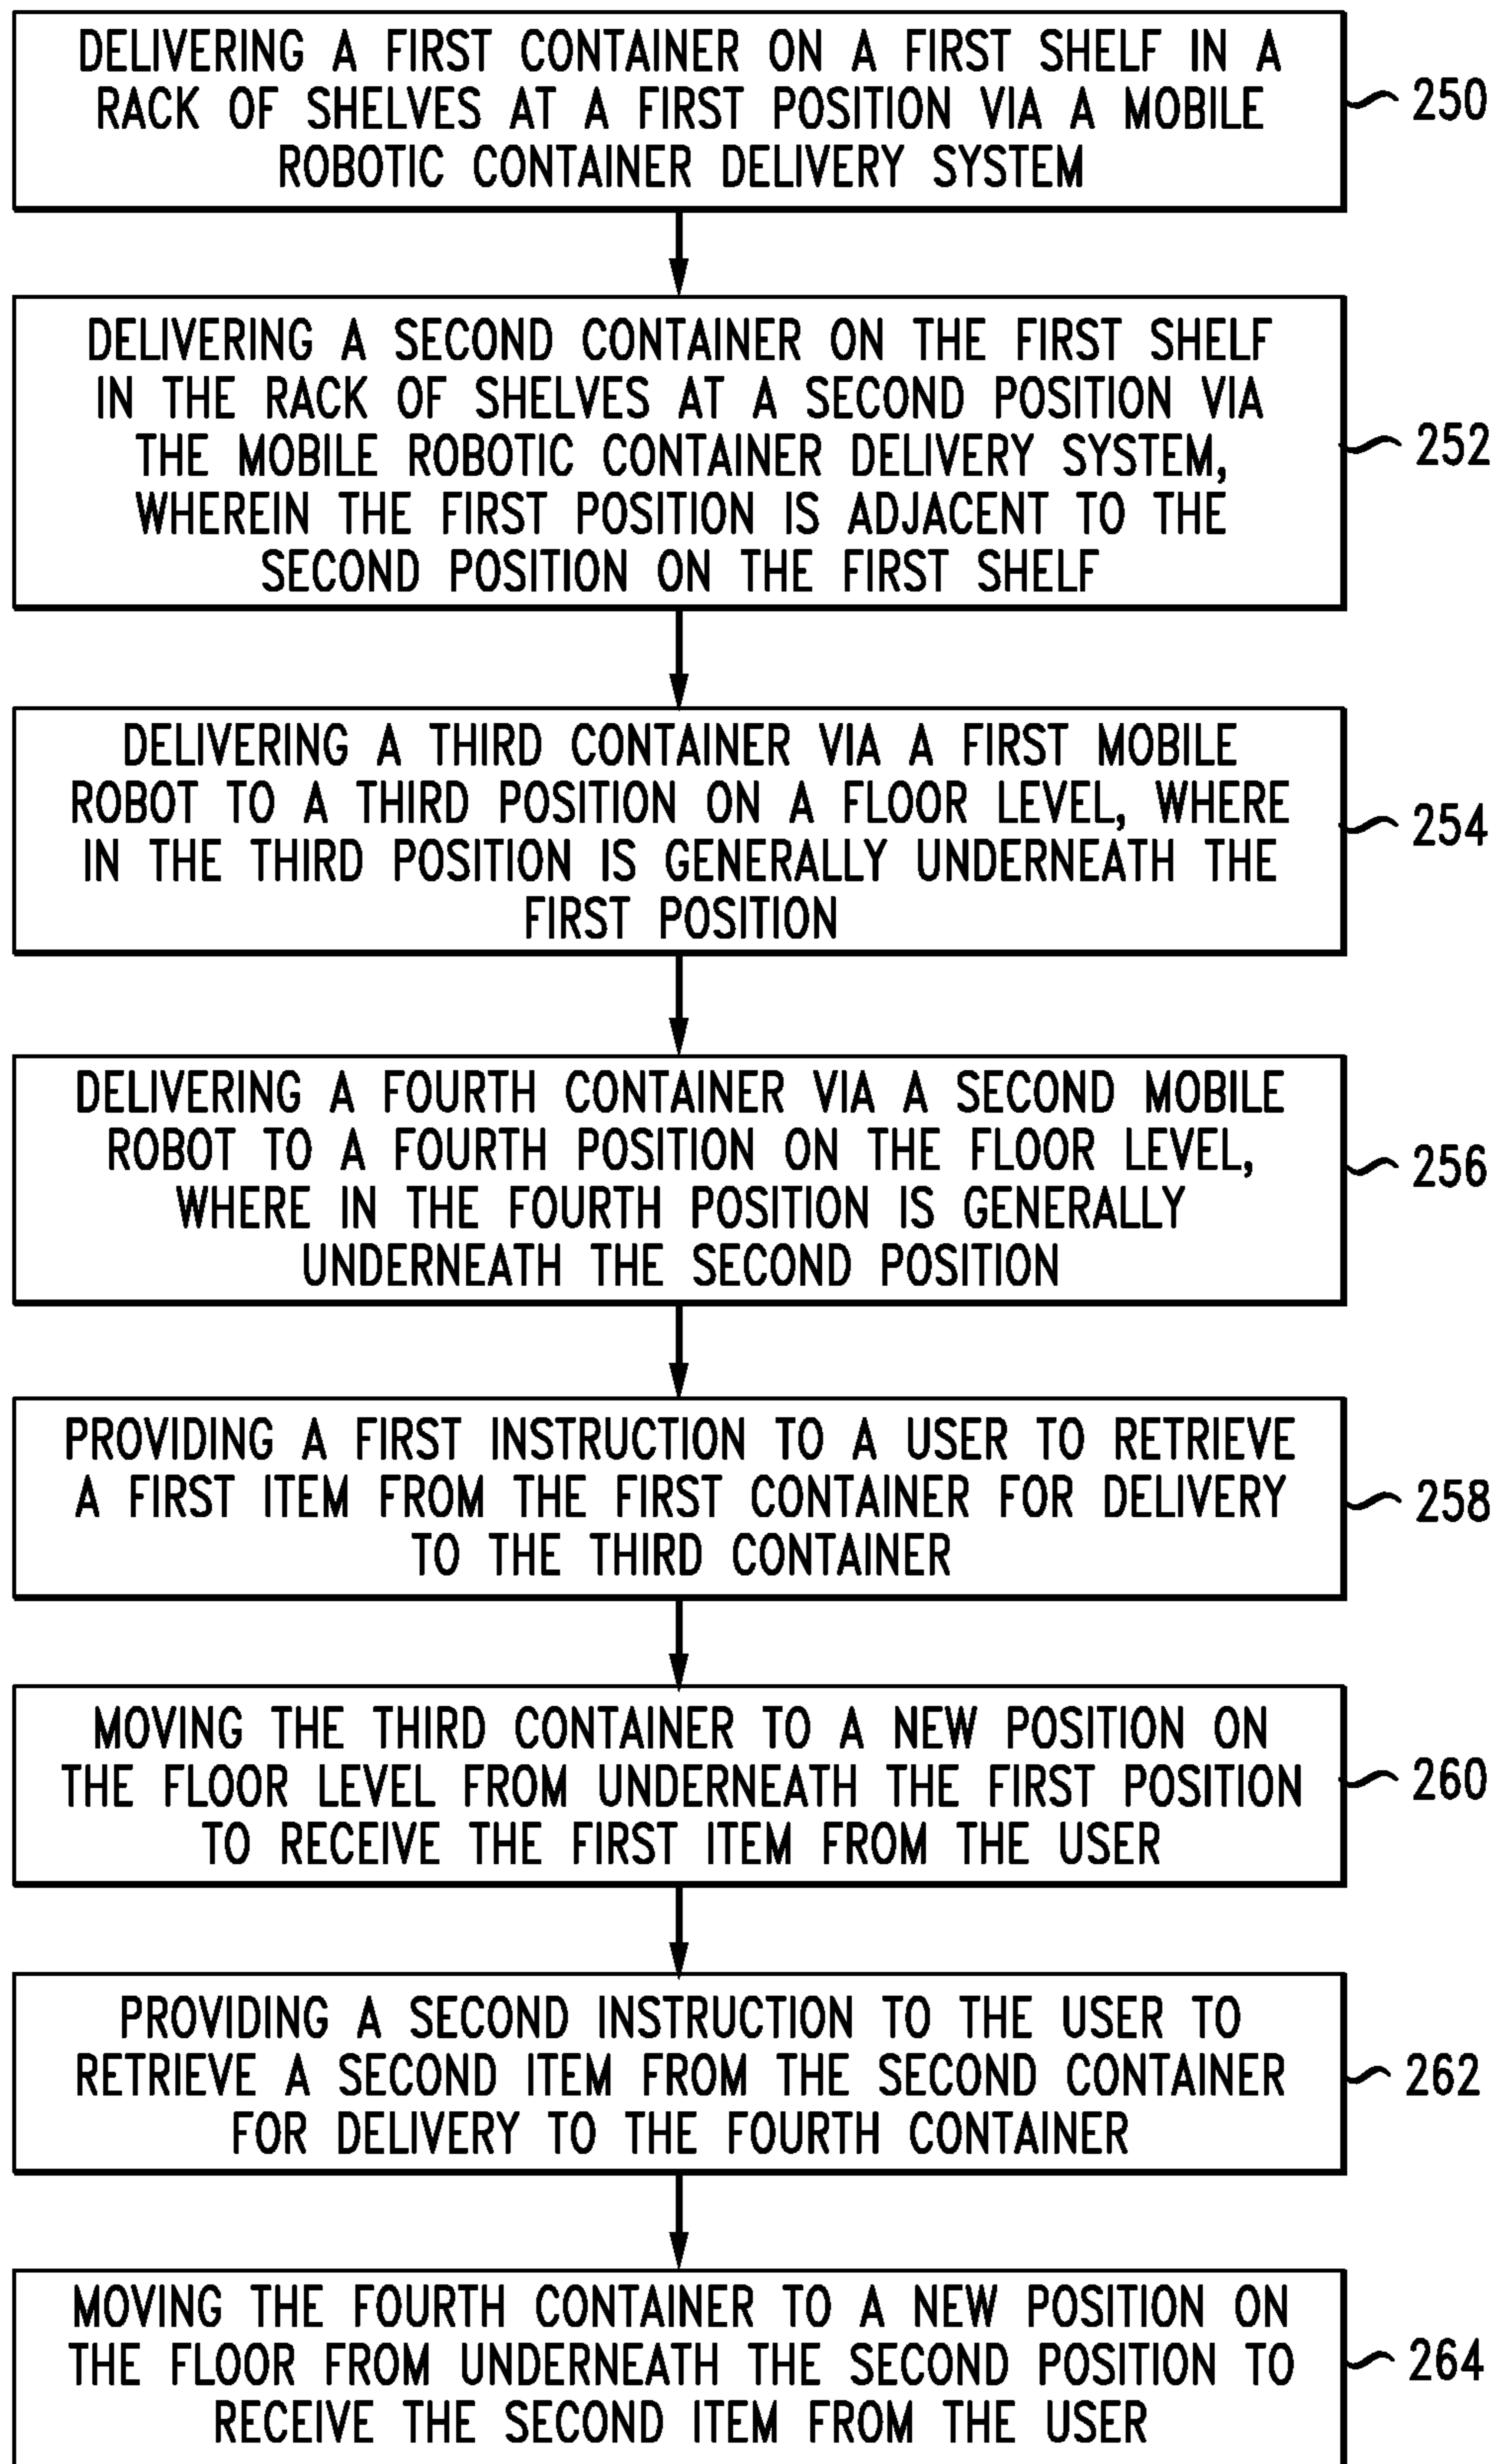 DELIVERING A FIRST CONTAINER ON A FIRST SHELF IN A
RACK OF SHELVES AT A FIRST POSITION VIA A MOBILE
ROBOTIC CONTAINER DELIVERY SYSTEM
250
DELIVERING A SECOND CONTAINER ON THE FIRST SHELF
IN THE RACK OF SHELVES AT A SECOND POSITION VIA
THE MOBILE ROBOTIC CONTAINER DELIVERY SYSTEM,
WHEREIN THE FIRST POSITION IS ADJACENT TO THE
SECOND POSITION ON THE FIRST SHELF
252
DELIVERING A THIRD CONTAINER VIA A FIRST MOBILE
ROBOT TO A THIRD POSITION ON A FLOOR LEVEL, WHERE
IN THE THIRD POSITION IS GENERALLY UNDERNEATH THE
FIRST POSITION
254
DELIVERING A FOURTH CONTAINER VIA A SECOND MOBILE
ROBOT TO A FOURTH POSITION ON THE FLOOR LEVEL,
WHERE IN THE FOURTH POSITION IS GENERALLY
UNDERNEATH THE SECOND POSITION
256
PROVIDING A FIRST INSTRUCTION TO A USER TO RETRIEVE
A FIRST ITEM FROM THE FIRST CONTAINER FOR DELIVERY
TO THE THIRD CONTAINER
258
MOVING THE THIRD CONTAINER TO A NEW POSITION ON
THE FLOOR LEVEL FROM UNDERNEATH THE FIRST POSITION
TO RECEIVE THE FIRST ITEM FROM THE USER
260
PROVIDING A SECOND INSTRUCTION TO THE USER TO
RETRIEVE A SECOND ITEM FROM THE SECOND CONTAINER
FOR DELIVERY TO THE FOURTH CONTAINER
262
MOVING THE FOURTH CONTAINER TO A NEW POSITION ON
THE FLOOR FROM UNDERNEATH THE SECOND POSITION TO
RECEIVE THE SECOND ITEM FROM THE USER
264